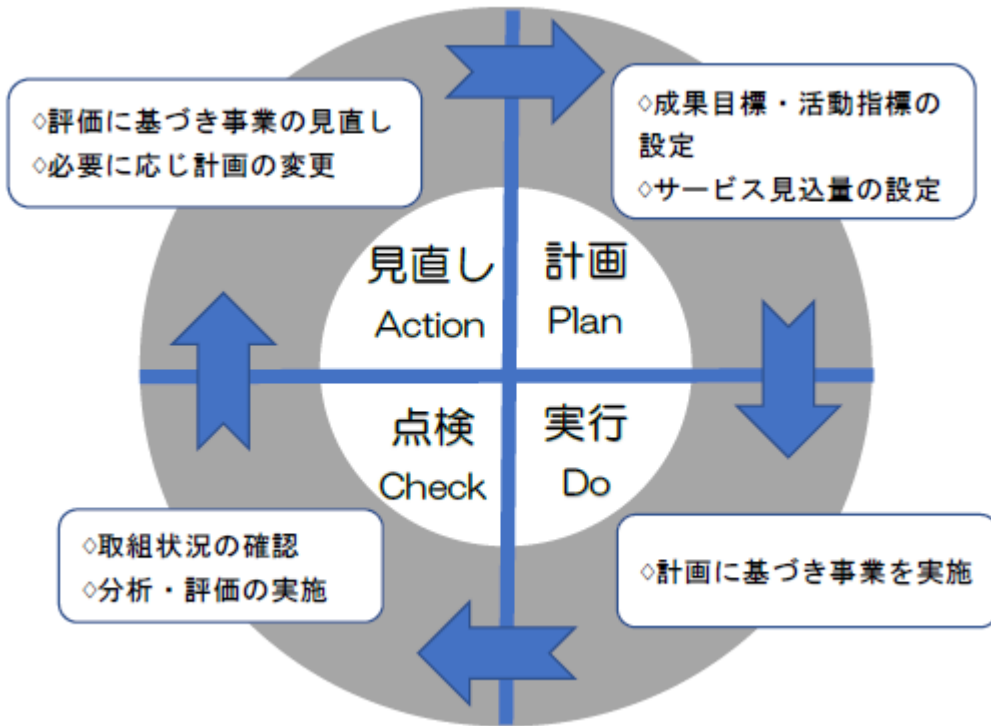 ◇評価に基づき事業の見直し
◇必要に応じ計画の変更
◇成果目標・活動指標の
設定
◇サービス見込量の設定
見直し
Action
計画
Plan
点検
Check
実行
Do
◇取組状況の確認
◇分析・評価の実施
◇計画に基づき事業を実施